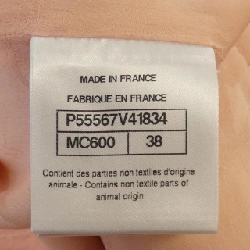 MADE IN FRANCE
FABRIQUE EN FRANCE
P55567V41834
MC600 38
Contient des parties non textiles d'origine
animale - Contains non textile parts of
animal origin